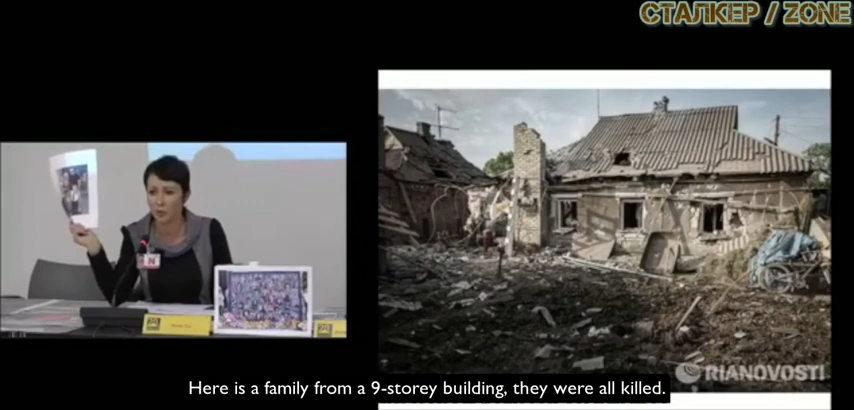 СТАЛКЕР / ZONE
RIANOVOSTI
Here is a family from a 9-storey building, they were all killed.